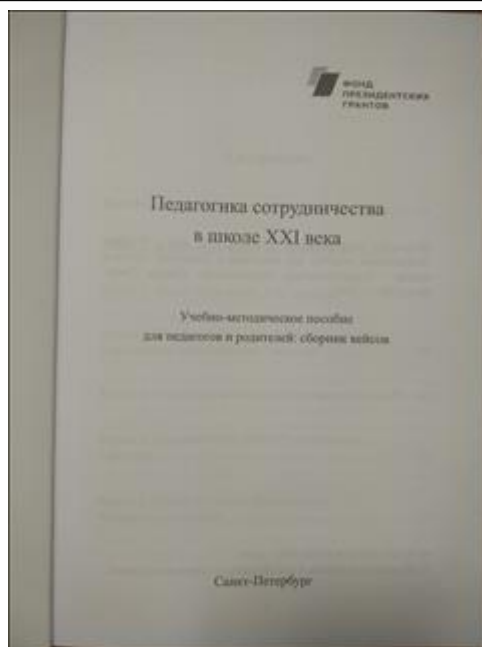 ФОНД
ПРЕЗИДЕНТСКИХ
ГРАНТОВ
Педагогика сотрудничества
в школе XXI века
Учебно-методическое пособие
для педагогов и родителей: сборник кейсов
Санкт-Петербург